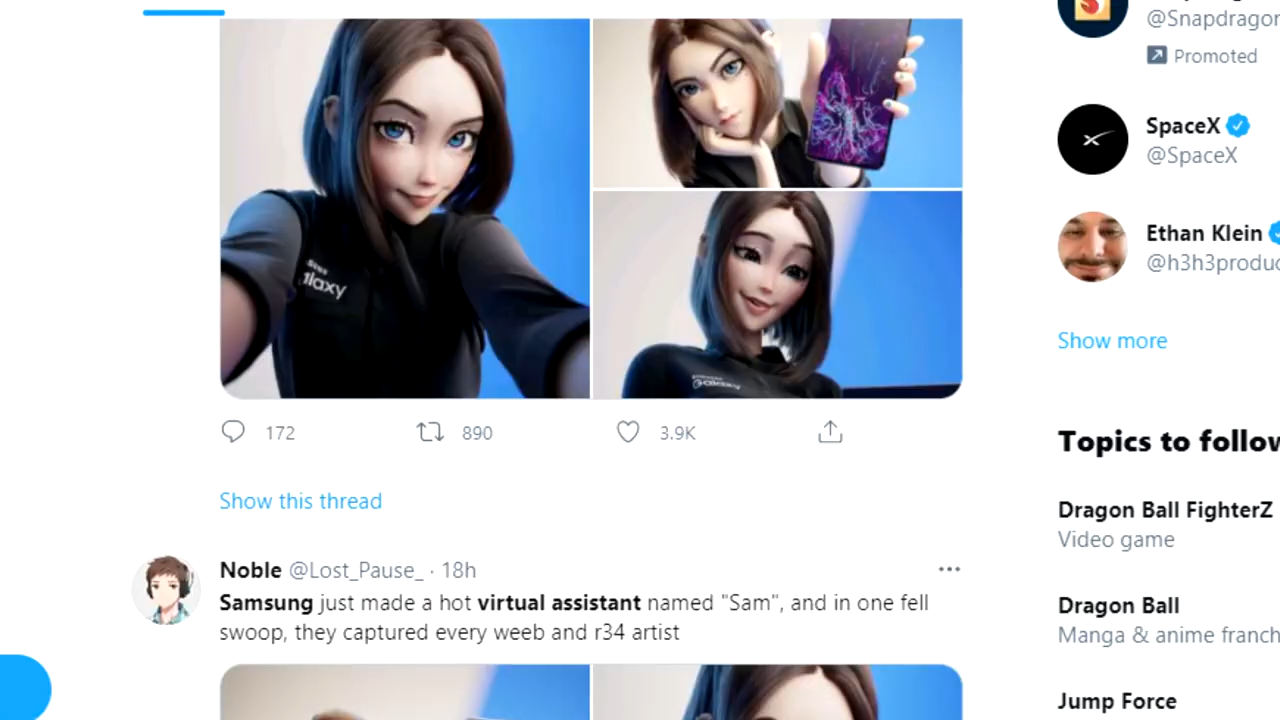 alaxy
172
890
3.9K
Show this thread
Noble @Lost_Pause_ · 18h
Samsung just made a hot virtual assistant named "Sam", and in one fell
swoop, they captured every weeb and r34 artist
@Snapdragon
Promoted
SpaceX
@SpaceX
Ethan Klein
@h3h3produc
Show more
Topics to follow
Dragon Ball FighterZ
Video game
Dragon Ball
Manga & anime franch
Jump Force